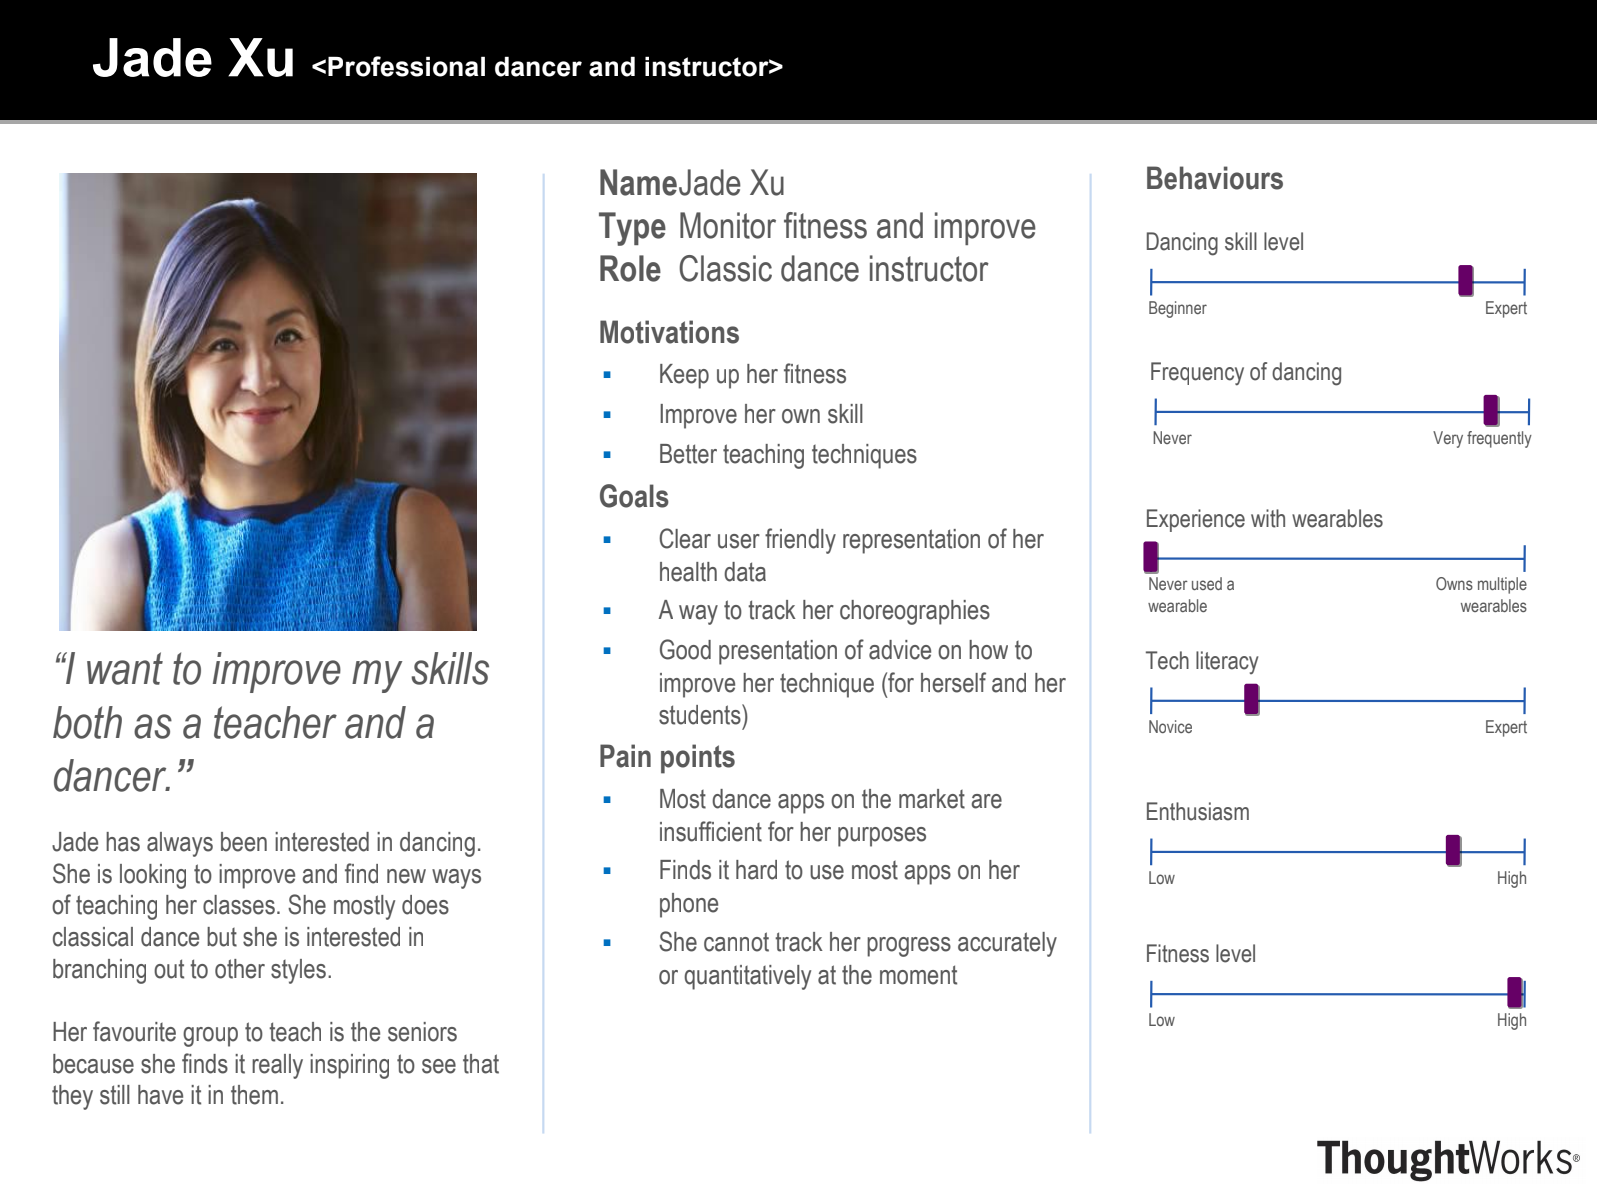 Jade Xu <Professional dancer and instructor>
“I want to improve my skills
both as a teacher and a
dancer.”
Jade has always been interested in dancing.
She is looking to improve and find new ways
of teaching her classes. She mostly does
classical dance but she is interested in
branching out to other styles.
Her favourite group to teach is the seniors
because she finds it really inspiring to see that
they still have it in them.
Name Jade Xu
Type Monitor fitness and improve
Role Classic dance instructor
Motivations
▪ Keep up her fitness
▪ Improve her own skill
▪ Better teaching techniques
Goals
▪ Clear user friendly representation of her
health data
▪ A way to track her choreographies
▪ Good presentation of advice on how to
improve her technique (for herself and her
students)
Pain points
▪ Most dance apps on the market are
insufficient for her purposes
▪ Finds it hard to use most apps on her
phone
▪ She cannot track her progress accurately
or quantitatively at the moment
Behaviours
Dancing skill level
Beginner Expert
Frequency of dancing
Never Very frequently
Experience with wearables
Never used a Owns multiple
wearable wearables
Tech literacy
Novice Expert
Enthusiasm
Low High
Fitness level
Low High
ThoughtWorks®